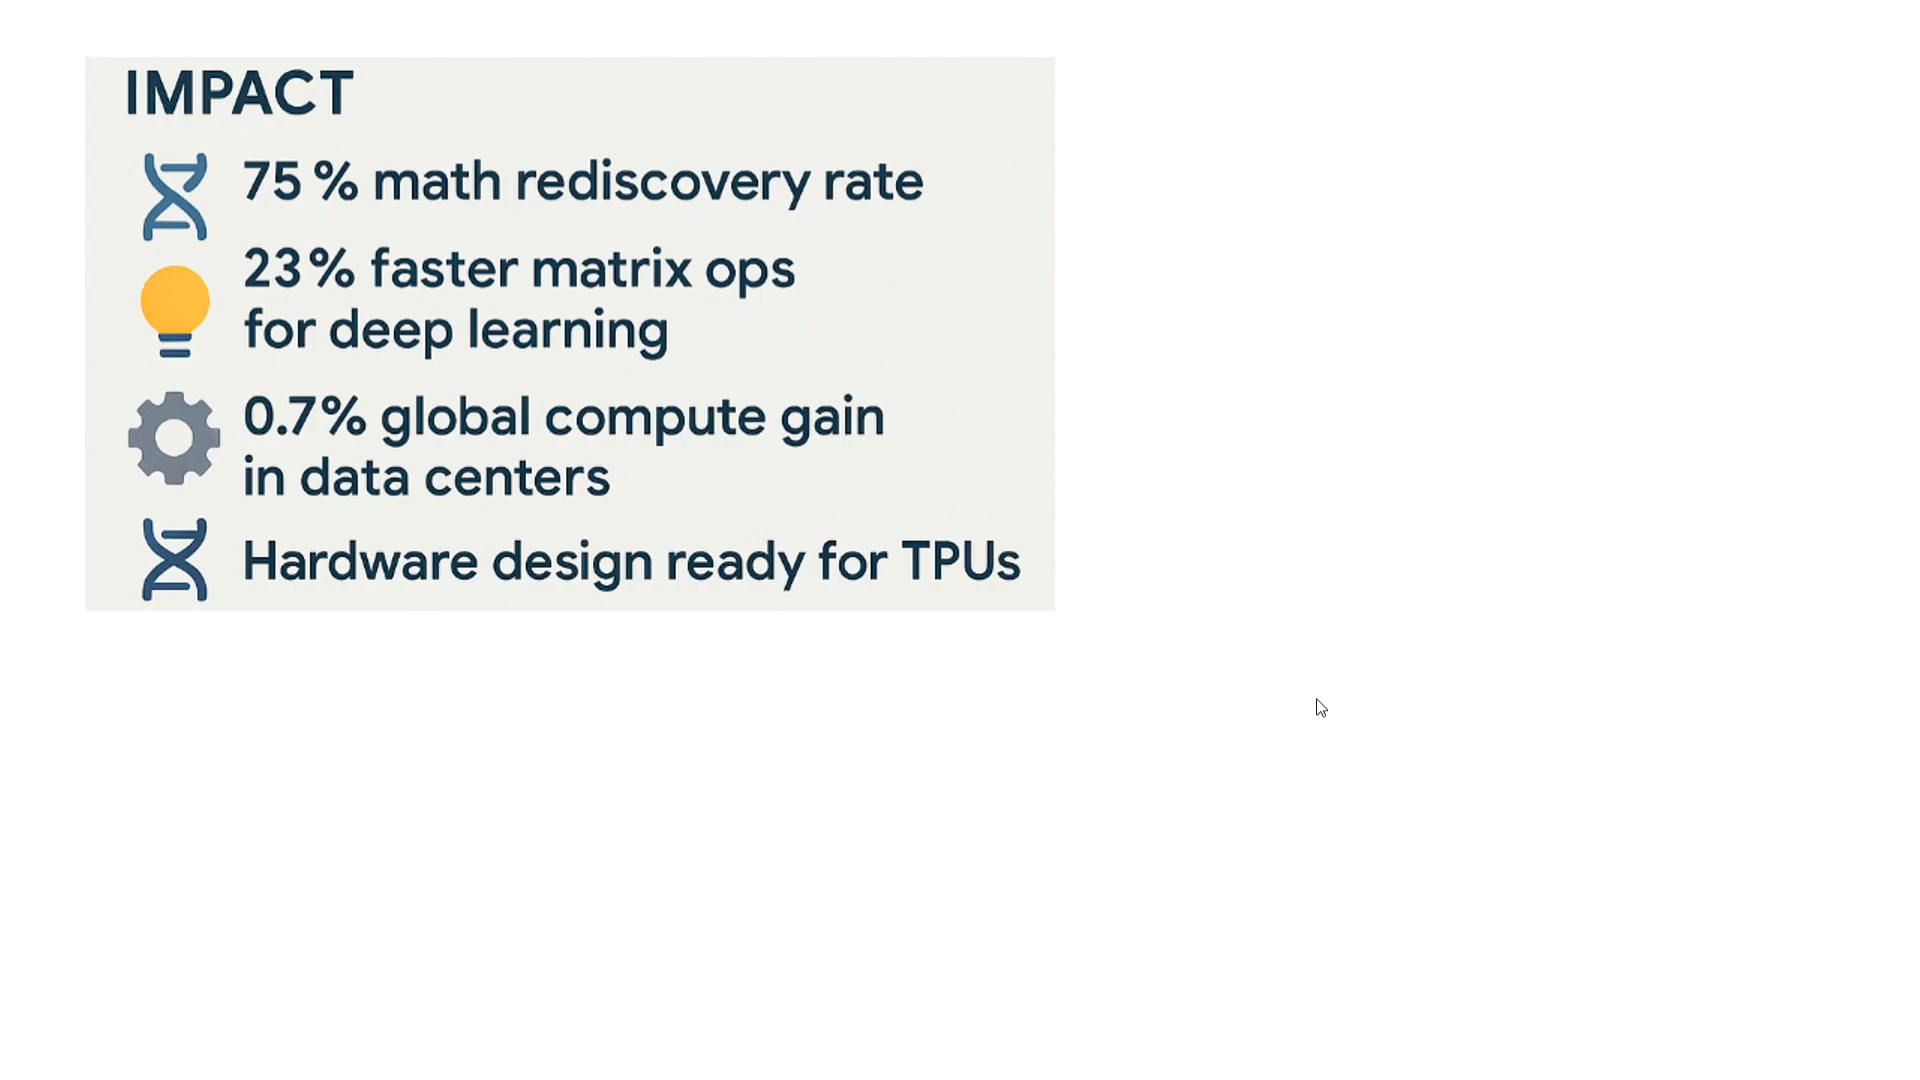 IMPACT
75 % math rediscovery rate
23% faster matrix ops
for deep learning
0.7% global compute gain
in data centers
Hardware design ready for TPUs